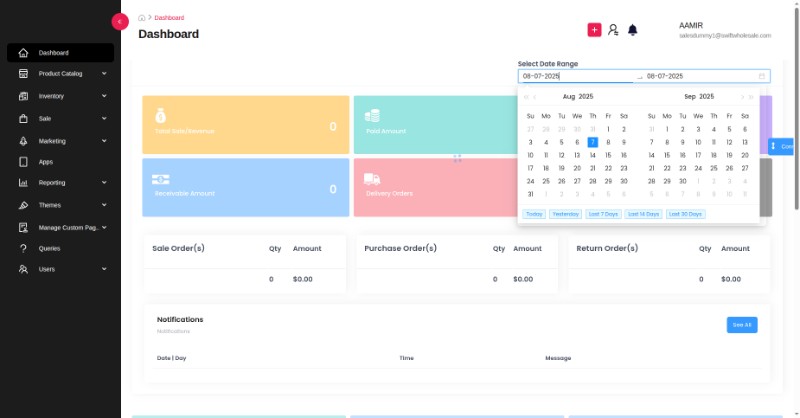 Dashboard
Dashboard
AAMIR
salesdummy1@swiftwholesale.com
Dashboard
Product Catalog
Inventory
Sale
Marketing
Apps
Reporting
Themes
Manage Custom Pag..
Queries
Users
Select Date Range
08-07-2025 → 08-07-2025
Aug 2025 Sep 2025
Su Mo Tu We Th Fr Sa Su Mo Tu We Th Fr Sa
27 28 29 30 31 1 2 31 1 2 3 4 5 6
3 4 5 6 7 8 9 7 8 9 10 11 12 13
10 11 12 13 14 15 16 14 15 16 17 18 19 20
17 18 19 20 21 22 23 21 22 23 24 25 26 27
24 25 26 27 28 29 30 28 29 30 1 2 3 4
31 1 2 3 4 5 6 5 6 7 8 9 10 11
Today Yesterday Last 7 Days Last 14 Days Last 30 Days
Total Sale/Revenue 0
Paid Amount
Receivable Amount 0
Delivery Orders
Sale Order(s) Qty Amount
0 $0.00
Purchase Order(s) Qty Amount
0 $0.00
Return Order(s) Qty Amount
0 $0.00
Notifications
Notifications
See All
Date | Day Time Message